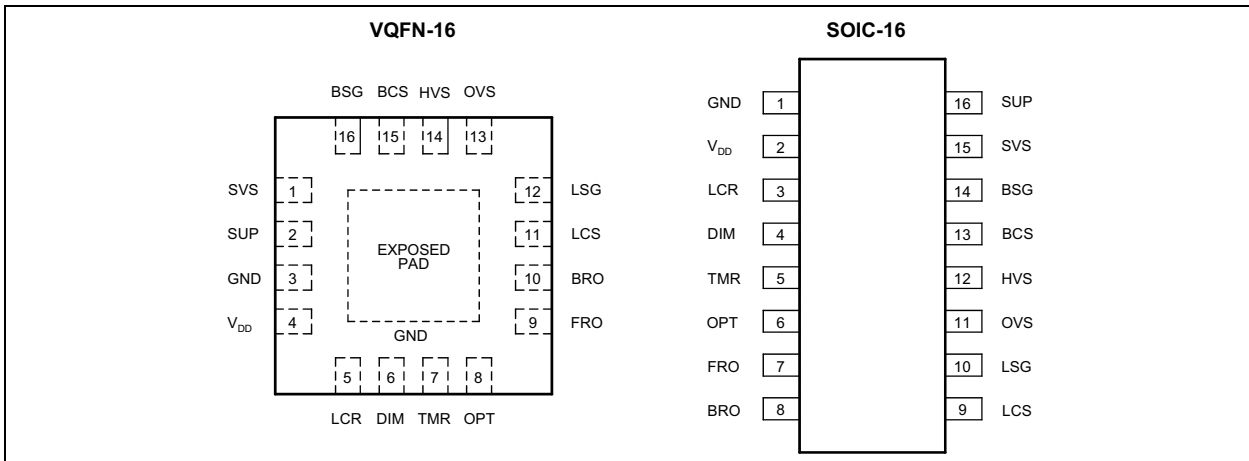 VQFN-16
BSG BCS HVS OVS
16 15 14 13
SVS 1 12 LSG
SUP 2 11 LCS
GND 3 10 BRO
VDD 4 9 FRO
EXPOSED
PAD
GND
5 6 7 8
LCR DIM TMR OPT
SOIC-16
GND 1 16 SUP
VDD 2 15 SVS
LCR 3 14 BSG
DIM 4 13 BCS
TMR 5 12 HVS
OPT 6 11 OVS
FRO 7 10 LSG
BRO 8 9 LCS